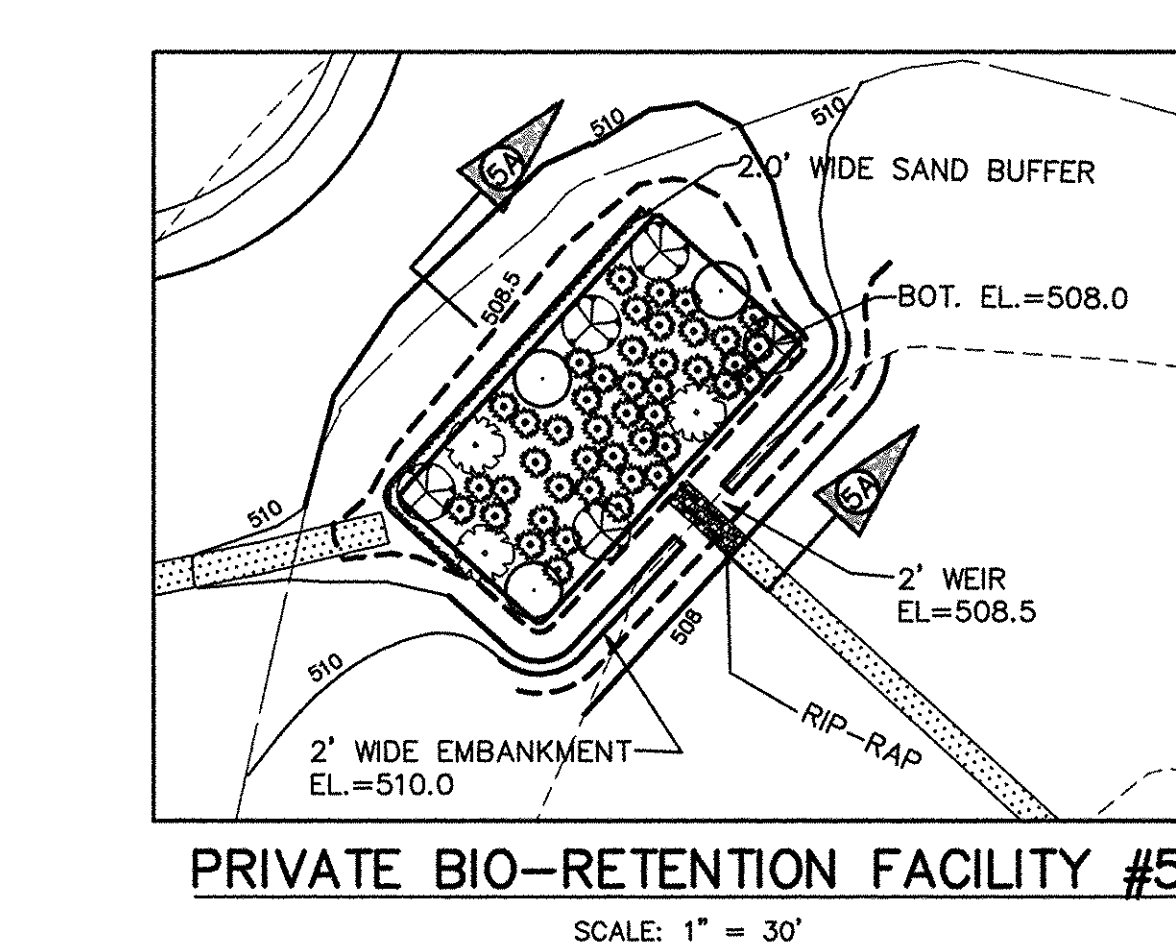 510
510
5A
2.0' WIDE SAND BUFFER
508.5
BOT. EL.=508.0
5A
510
2' WEIR
EL=508.5
508
510
RIP-RAP
2' WIDE EMBANKMENT
EL.=510.0
PRIVATE BIO-RETENTION FACILITY #5
SCALE: 1" = 30'